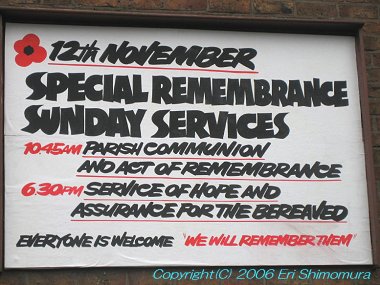 12TH NOVEMBER
SPECIAL REMEMBRANCE
SUNDAY SERVICES
10.45AM PARISH COMMUNION
AND ACT OF REMEMBRANCE
6.30PM SERVICE OF HOPE AND
ASSURANCE FOR THE BEREAVED
EVERYONE IS WELCOME "WE WILL REMEMBER THEM"
Copyright(C) 2006 Eri Shimomura